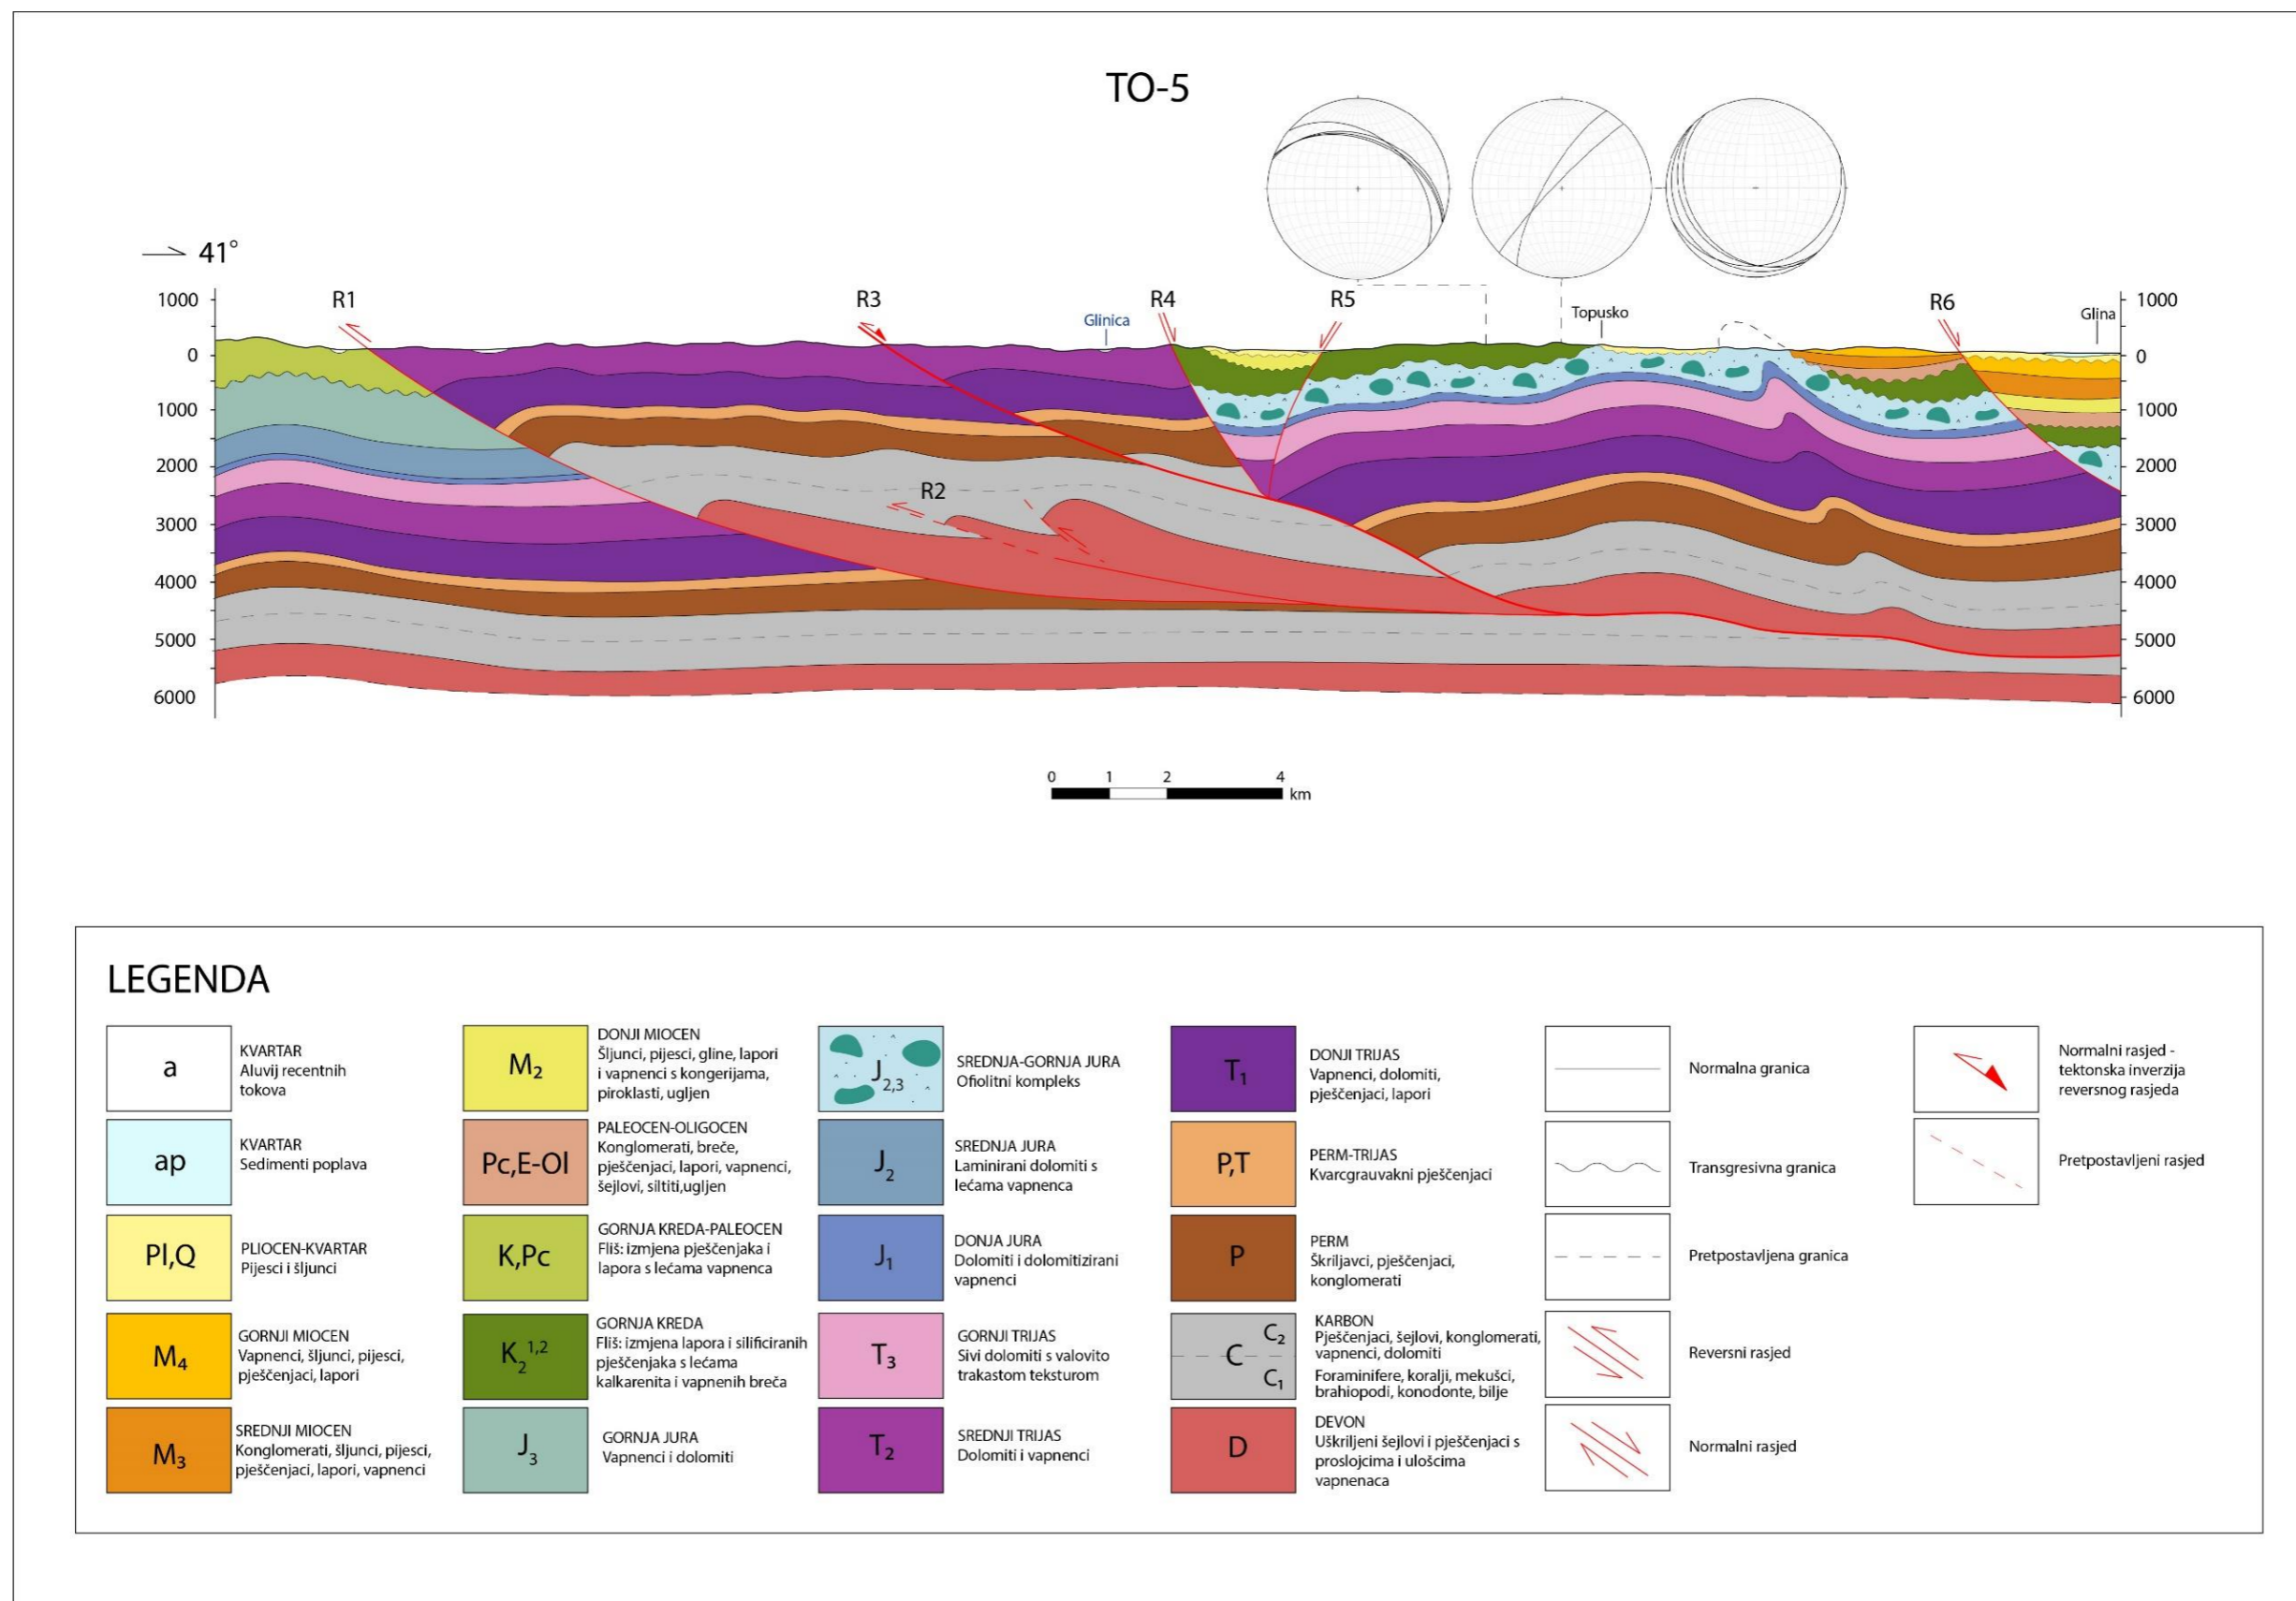 TO-5
41°
R1
R3
Glinica
R4
R5
Topusko
R6
Glina
R2
1000
0
1000
2000
3000
4000
5000
6000
1000
0
1000
2000
3000
4000
5000
6000
0 1 2 4
km
LEGENDA
a
KVARTAR
Aluvij recentnih
tokova
ap
KVARTAR
Sedimenti poplava
Pl,Q
PLIOCEN-KVARTAR
Pijesci i šljunci
M₄
GORNJI MIOCEN
Vapnenci, šljunci, pijesci,
pješčenjaci, lapori
M₃
SREDNJI MIOCEN
Konglomerati, šljunci, pijesci,
pješčenjaci, lapori, vapnenci
M₂
DONJI MIOCEN
Šljunci, pijesci, gline, lapori
i vapnenci s kongerijama,
piroklasti, ugljen
Pc,E-Ol
PALEOCEN-OLIGOCEN
Konglomerati, breče,
pješčenjaci, lapori, vapnenci,
šejlovi, siltiti,ugljen
K,Pc
GORNJA KREDA-PALEOCEN
Fliš: izmjena pješčenjaka i
lapora s lećama vapnenca
K₂¹,²
GORNJA KREDA
Fliš: izmjena lapora i silificiranih
pješčenjaka s lećama
kalkarenita i vapnenih breča
J₃
GORNJA JURA
Vapnenci i dolomiti
J₂,₃
SREDNJA-GORNJA JURA
Ofiolitni kompleks
J₂
SREDNJA JURA
Laminirani dolomiti s
lećama vapnenca
J₁
DONJA JURA
Dolomiti i dolomitizirani
vapnenci
T₃
GORNJI TRIJAS
Sivi dolomiti s valovito
trakastom teksturom
T₂
SREDNJI TRIJAS
Dolomiti i vapnenci
T₁
DONJI TRIJAS
Vapnenci, dolomiti,
pješčenjaci, lapori
P,T
PERM-TRIJAS
Kvarcgrauvakni pješčenjaci
P
PERM
Škriljavci, pješčenjaci,
konglomerati
C₂
C
C₁
KARBON
Pješčenjaci, šejlovi, konglomerati,
vapnenci, dolomiti
Foraminifere, koralji, mekušci,
brahiopodi, konodonte, bilje
D
DEVON
Uškriljeni šejlovi i pješčenjaci s
proslojcima i ulošcima
vapnenaca
Normalna granica
Transgresivna granica
Pretpostavljena granica
Reversni rasjed
Normalni rasjed
Normalni rasjed -
tektonska inverzija
reversnog rasjeda
Pretpostavljeni rasjed